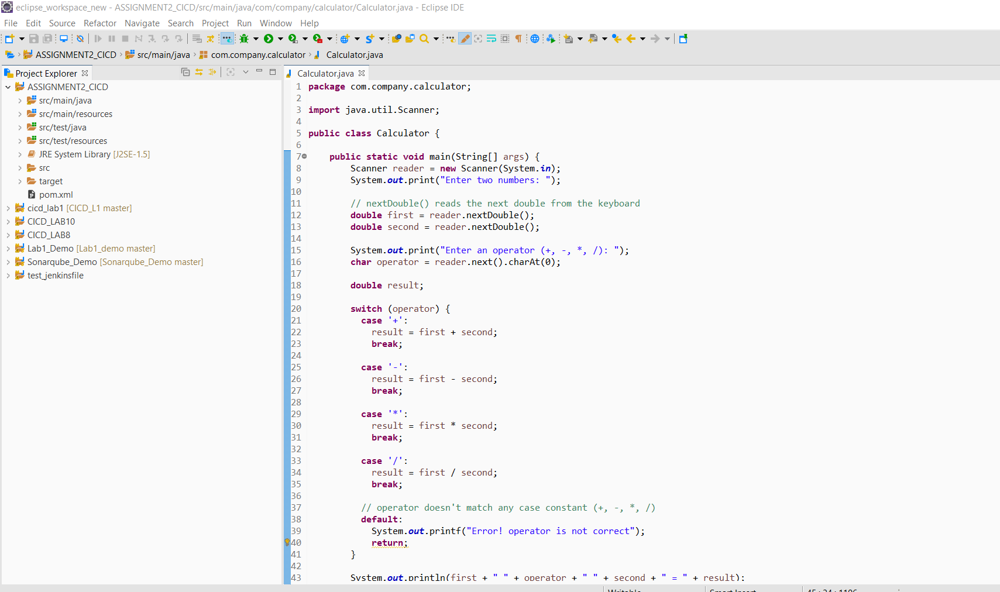 eclipse_workspace_new - ASSIGNMENT2_CICD/src/main/java/com/company/calculator/Calculator.java - Eclipse IDE
File Edit Source Refactor Navigate Search Project Run Window Help
ASSIGNMENT2_CICD src/main/java com.company.calculator Calculator.java
Project Explorer
ASSIGNMENT2_CICD
src/main/java
src/main/resources
src/test/java
src/test/resources
JRE System Library [J2SE-1.5]
src
target
pom.xml
cicd_lab1 [CICD_L1 master]
CICD_LAB10
CICD_LAB8
Lab1_Demo [Lab1_demo master]
Sonarqube_Demo [Sonarqube_Demo master]
test_jenkinsfile
Calculator.java
1 package com.company.calculator;
2
3 import java.util.Scanner;
4
5 public class Calculator {
6
7 public static void main(String[] args) {
8 Scanner reader = new Scanner(System.in);
9 System.out.print("Enter two numbers: ");
10
11 // nextDouble() reads the next double from the keyboard
12 double first = reader.nextDouble();
13 double second = reader.nextDouble();
14
15 System.out.print("Enter an operator (+, -, *, /): ");
16 char operator = reader.next().charAt(0);
17
18 double result;
19
20 switch (operator) {
21 case '+':
22 result = first + second;
23 break;
24
25 case '-':
26 result = first - second;
27 break;
28
29 case '*':
30 result = first * second;
31 break;
32
33 case '/':
34 result = first / second;
35 break;
36
37 // operator doesn't match any case constant (+, -, *, /)
38 default:
39 System.out.printf("Error! operator is not correct");
40 return;
41 }
42
43 System.out.println(first + " " + operator + " " + second + " = " + result);
Writable Smart Insert 45 : 24 : 1106